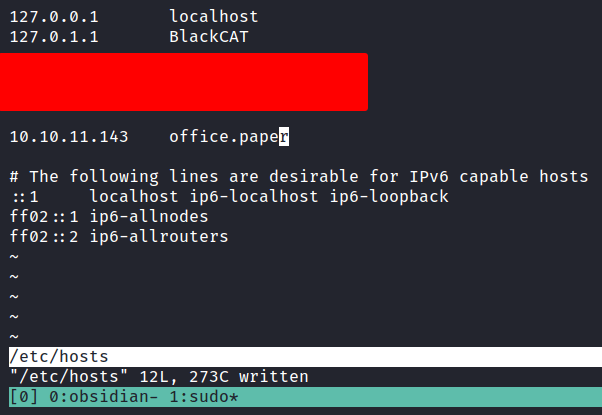 127.0.0.1    localhost
127.0.1.1    BlackCAT
10.10.11.143    office.paper
# The following lines are desirable for IPv6 capable hosts
::1     localhost ip6-localhost ip6-loopback
ff02::1 ip6-allnodes
ff02::2 ip6-allrouters
~
~
~
~
~
/etc/hosts
"/etc/hosts" 12L, 273C written
[0] 0:obsidian- 1:sudo*